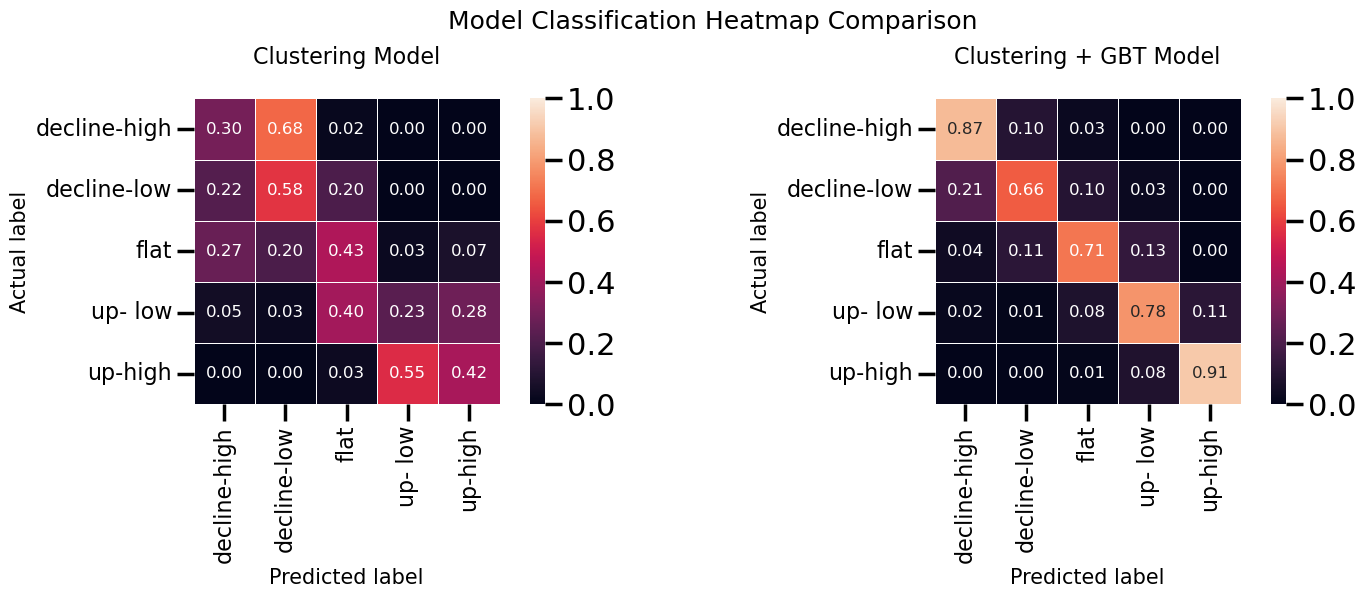 Model Classification Heatmap Comparison
Clustering Model
Actual label
decline-high 0.30 0.68 0.02 0.00 0.00
decline-low 0.22 0.58 0.20 0.00 0.00
flat 0.27 0.20 0.43 0.03 0.07
up- low 0.05 0.03 0.40 0.23 0.28
up-high 0.00 0.00 0.03 0.55 0.42
decline-high
decline-low
flat
up- low
up-high
Predicted label
1.0
0.8
0.6
0.4
0.2
0.0
Clustering + GBT Model
Actual label
decline-high 0.87 0.10 0.03 0.00 0.00
decline-low 0.21 0.66 0.10 0.03 0.00
flat 0.04 0.11 0.71 0.13 0.00
up- low 0.02 0.01 0.08 0.78 0.11
up-high 0.00 0.00 0.01 0.08 0.91
decline-high
decline-low
flat
up- low
up-high
Predicted label
1.0
0.8
0.6
0.4
0.2
0.0